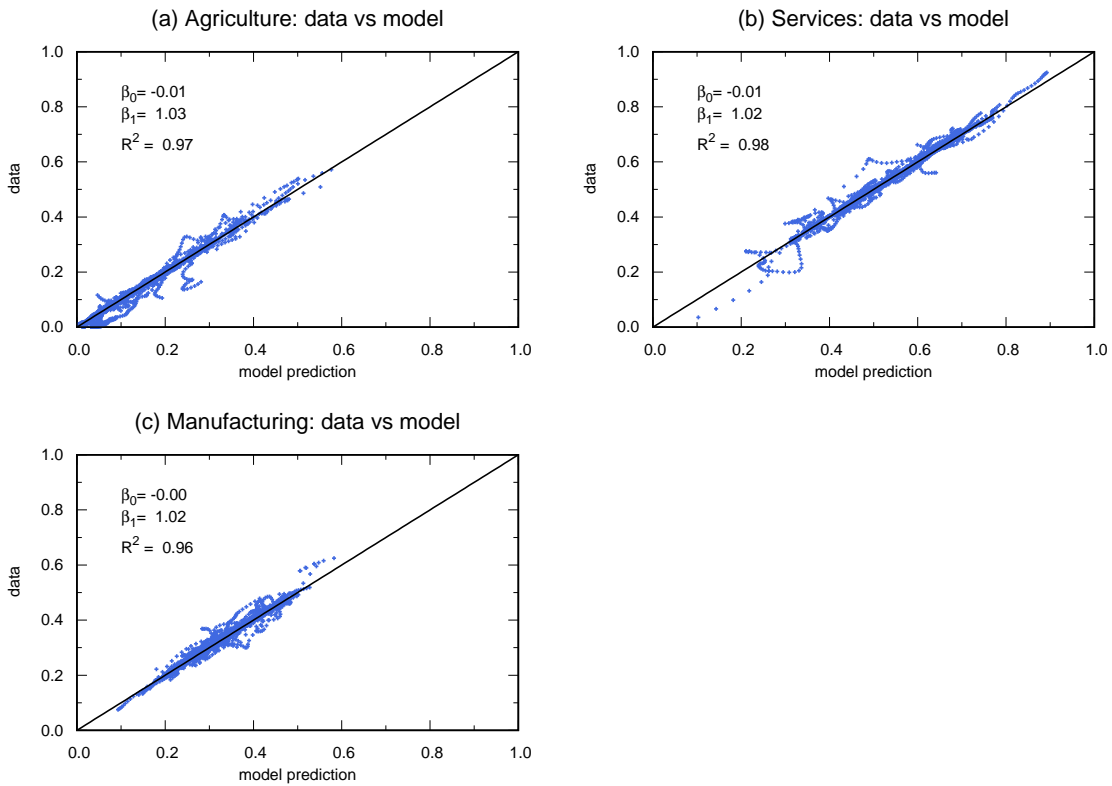 (a) Agriculture: data vs model
1.0
0.8
0.6
0.4
0.2
0.0
data
β0= -0.01
β1= 1.03
R2 = 0.97
0.0 0.2 0.4 0.6 0.8 1.0
model prediction
(b) Services: data vs model
1.0
0.8
0.6
0.4
0.2
0.0
data
β0= -0.01
β1= 1.02
R2 = 0.98
0.0 0.2 0.4 0.6 0.8 1.0
model prediction
(c) Manufacturing: data vs model
1.0
0.8
0.6
0.4
0.2
0.0
data
β0= -0.00
β1= 1.02
R2 = 0.96
0.0 0.2 0.4 0.6 0.8 1.0
model prediction